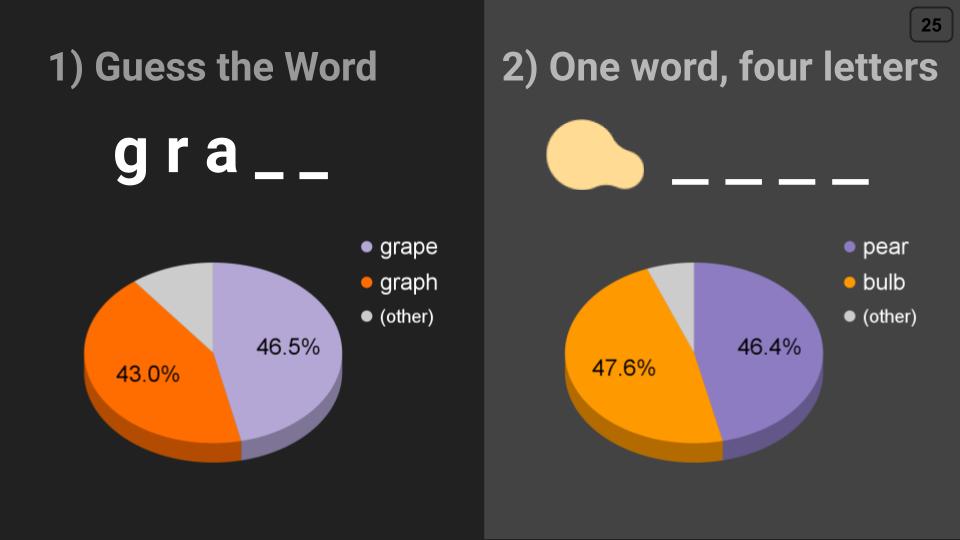 25
1) Guess the Word
g r a _ _
grape
graph
(other)
46.5%
43.0%
2) One word, four letters
_ _ _ _
pear
bulb
(other)
46.4%
47.6%